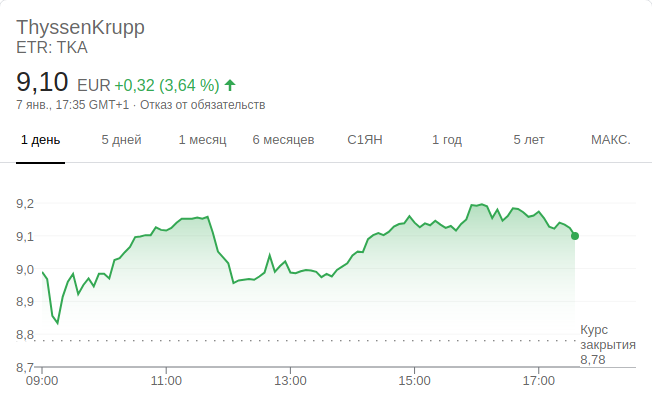 ThyssenKrupp
ETR: TKA
9,10 EUR +0,32 (3,64 %)
7 янв., 17:35 GMT+1 · Отказ от обязательств
1 день 5 дней 1 месяц 6 месяцев С1ЯН 1 год 5 лет МАКС.
9,2
9,1
9,0
8,9
8,8
8,7
Курс
закрытия
8,78
09:00 11:00 13:00 15:00 17:00